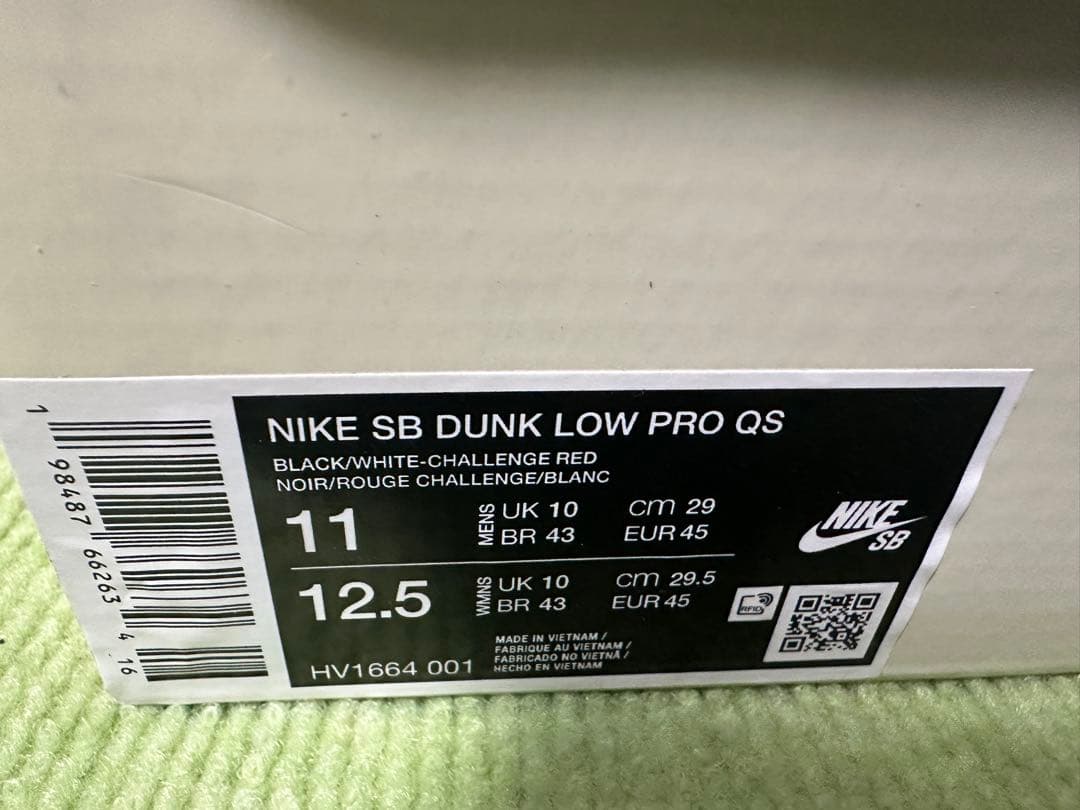 NIKE SB DUNK LOW PRO QS
BLACK/WHITE-CHALLENGE RED
NOIR/ROUGE CHALLENGE/BLANC
11 MENS UK 10 CM 29
BR 43 EUR 45
12.5 WMNS UK 10 CM 29.5
BR 43 EUR 45
MADE IN VIETNAM /
FABRIQUE AU VIETNAM /
FABRICADO NO VIETNÃ /
HECHO EN VIETNAM
HV1664 001
NIKE
SB
RFID
1 98487 66263 4 16